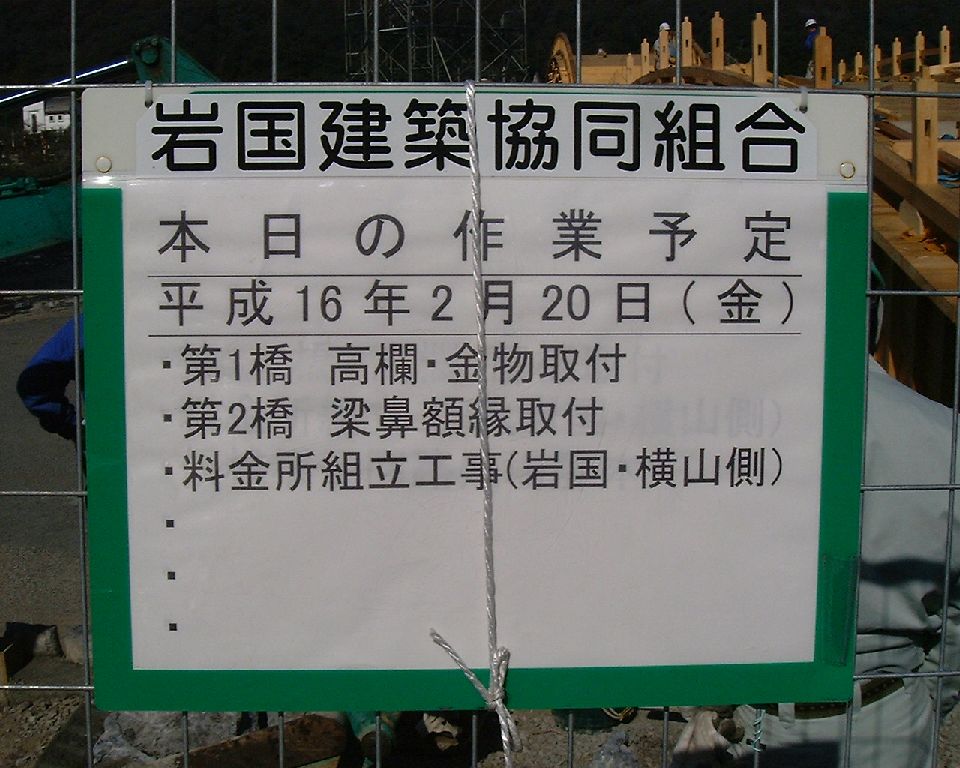 岩国建築協同組合
本日の作業予定
平成16年2月20日(金)
・第1橋 高欄・金物取付
・第2橋 梁鼻額縁取付
・料金所組立工事(岩国・横山側)
・
・
・